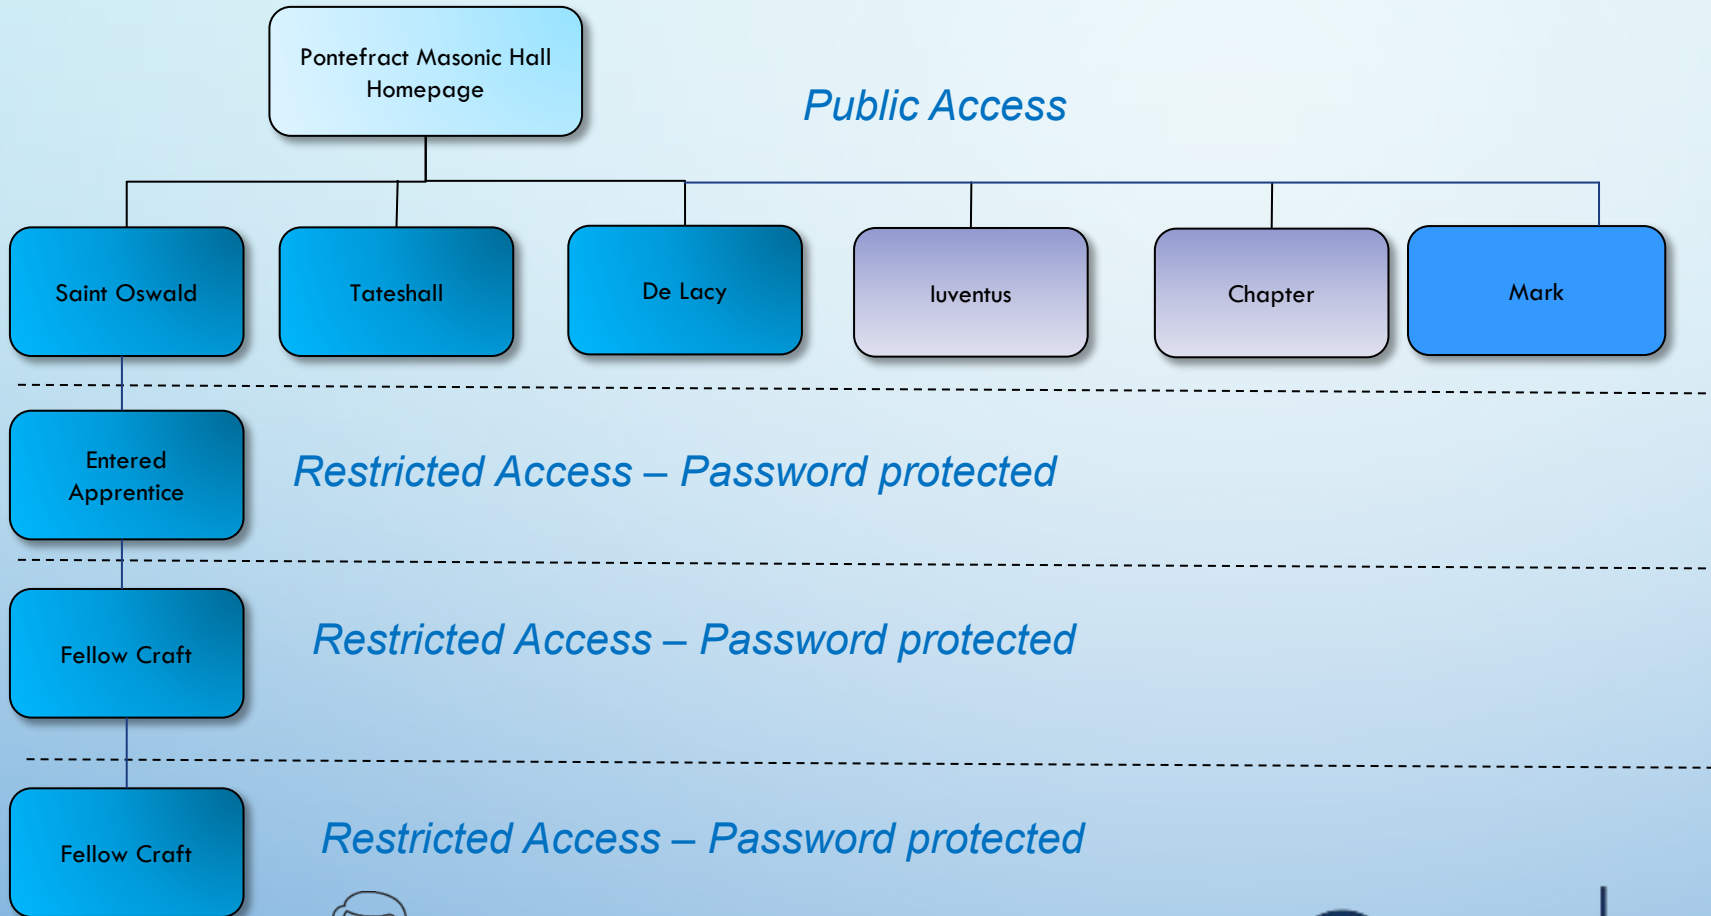 Pontefract Masonic Hall
Homepage
Public Access
Saint Oswald
Tateshall
De Lacy
Iuventus
Chapter
Mark
Entered
Apprentice
Restricted Access – Password protected
Fellow Craft
Restricted Access – Password protected
Fellow Craft
Restricted Access – Password protected